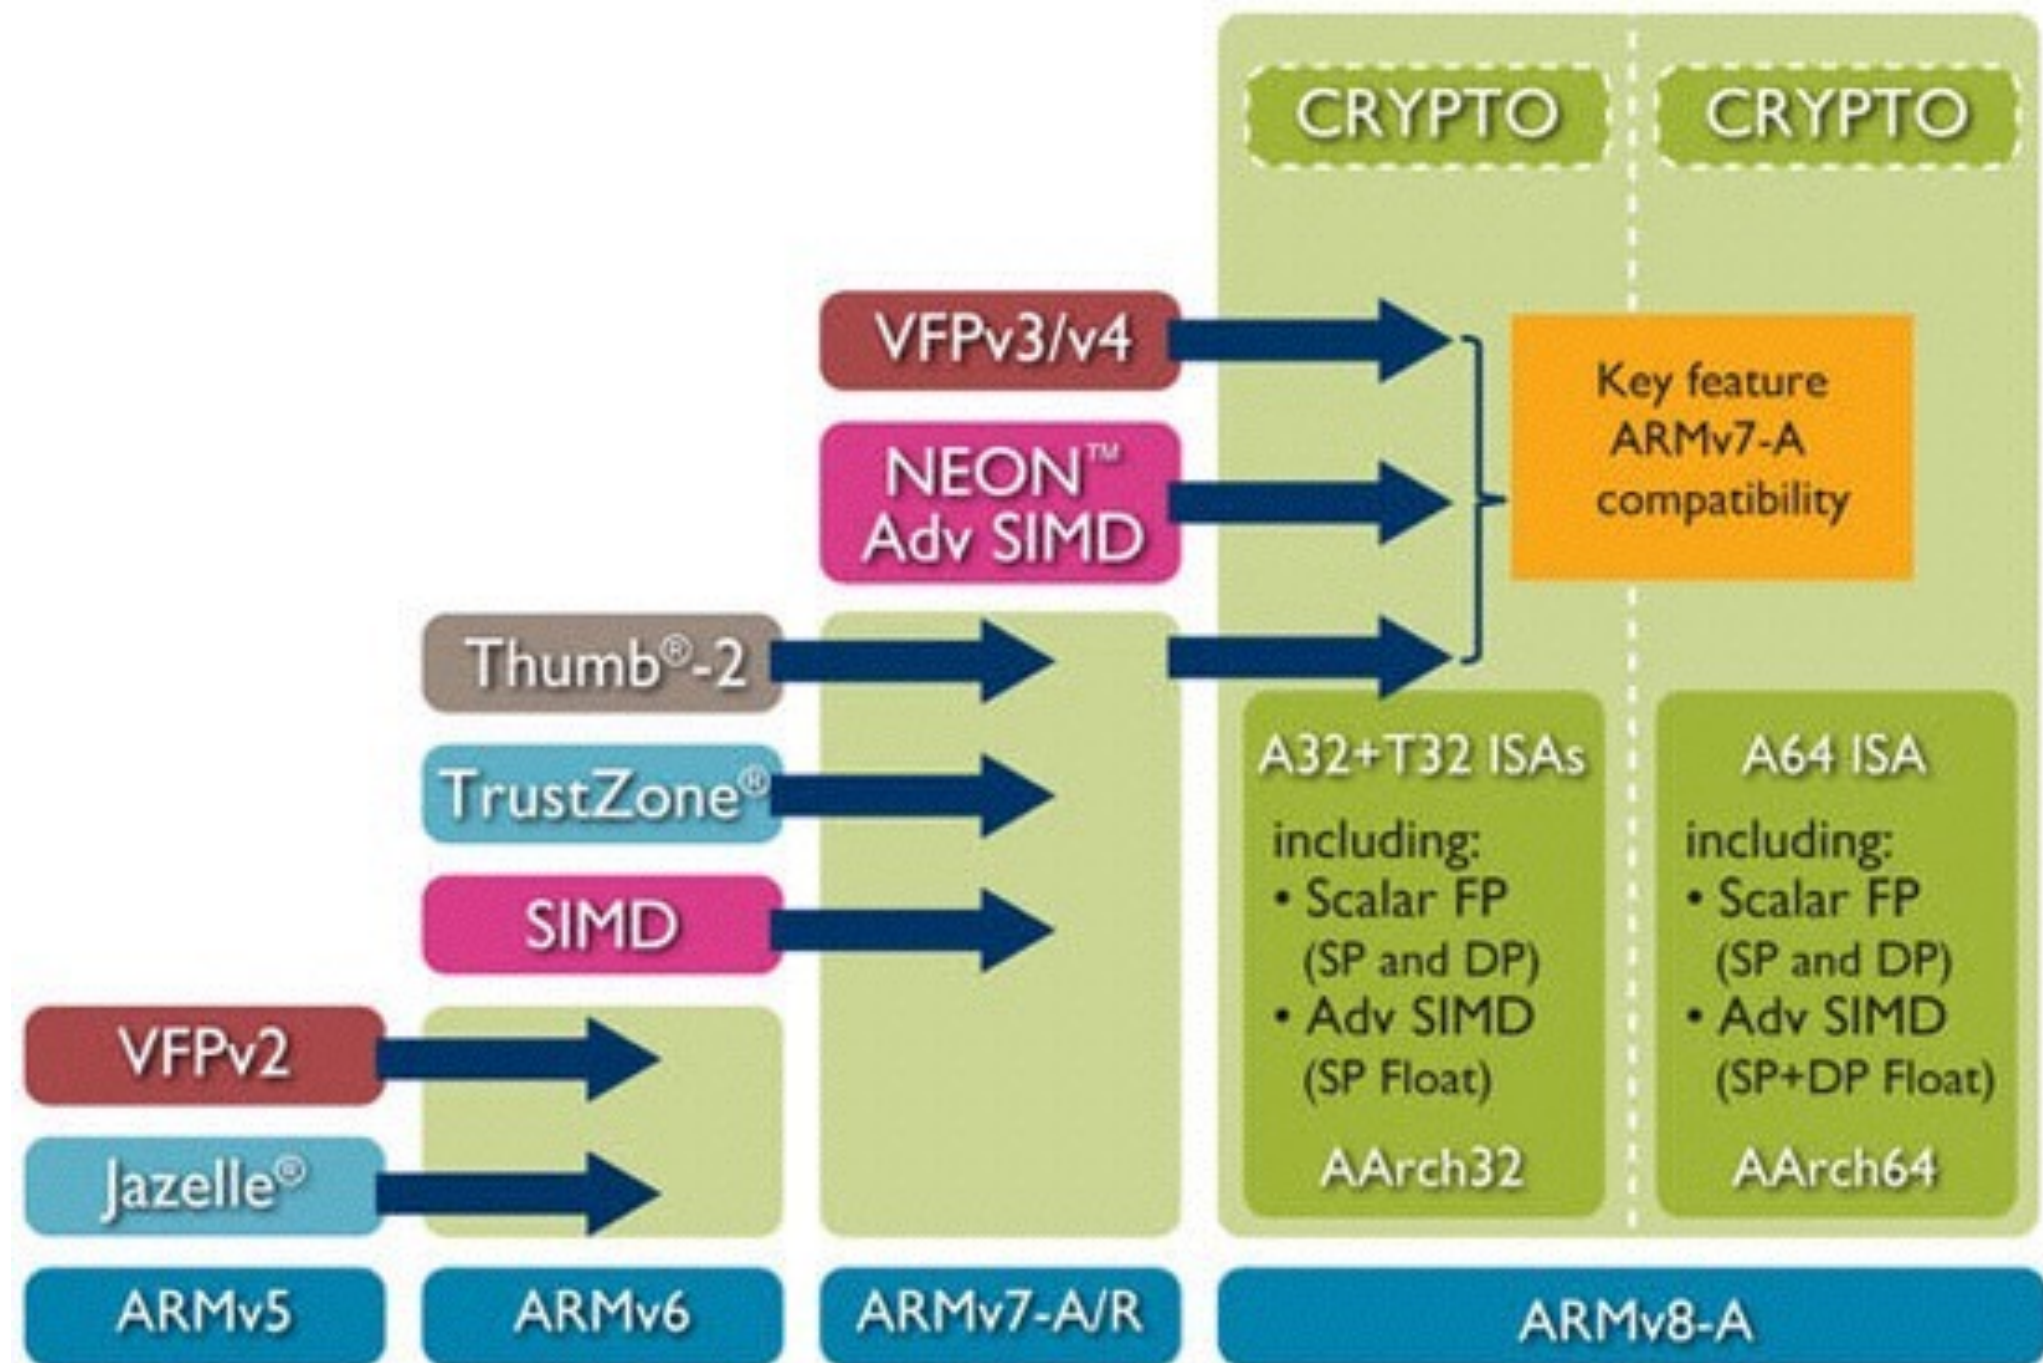 CRYPTO
CRYPTO
VFPv3/v4
NEON™
Adv SIMD
Key feature
ARMv7-A
compatibility
Thumb®-2
TrustZone®
SIMD
VFPv2
Jazelle®
A32+T32 ISAs
including:
• Scalar FP
(SP and DP)
• Adv SIMD
(SP Float)
AArch32
A64 ISA
including:
• Scalar FP
(SP and DP)
• Adv SIMD
(SP+DP Float)
AArch64
ARMv5
ARMv6
ARMv7-A/R
ARMv8-A